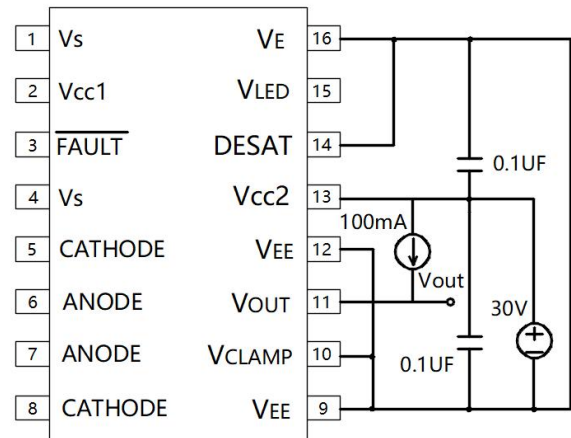 1 Vs VE 16
2 Vcc1 VLED 15
3 FAULT DESAT 14
0.1UF
4 Vs Vcc2 13
100mA
5 CATHODE VEE 12
Vout
6 ANODE VOUT 11
30V
7 ANODE VCLAMP 10
0.1UF
8 CATHODE VEE 9